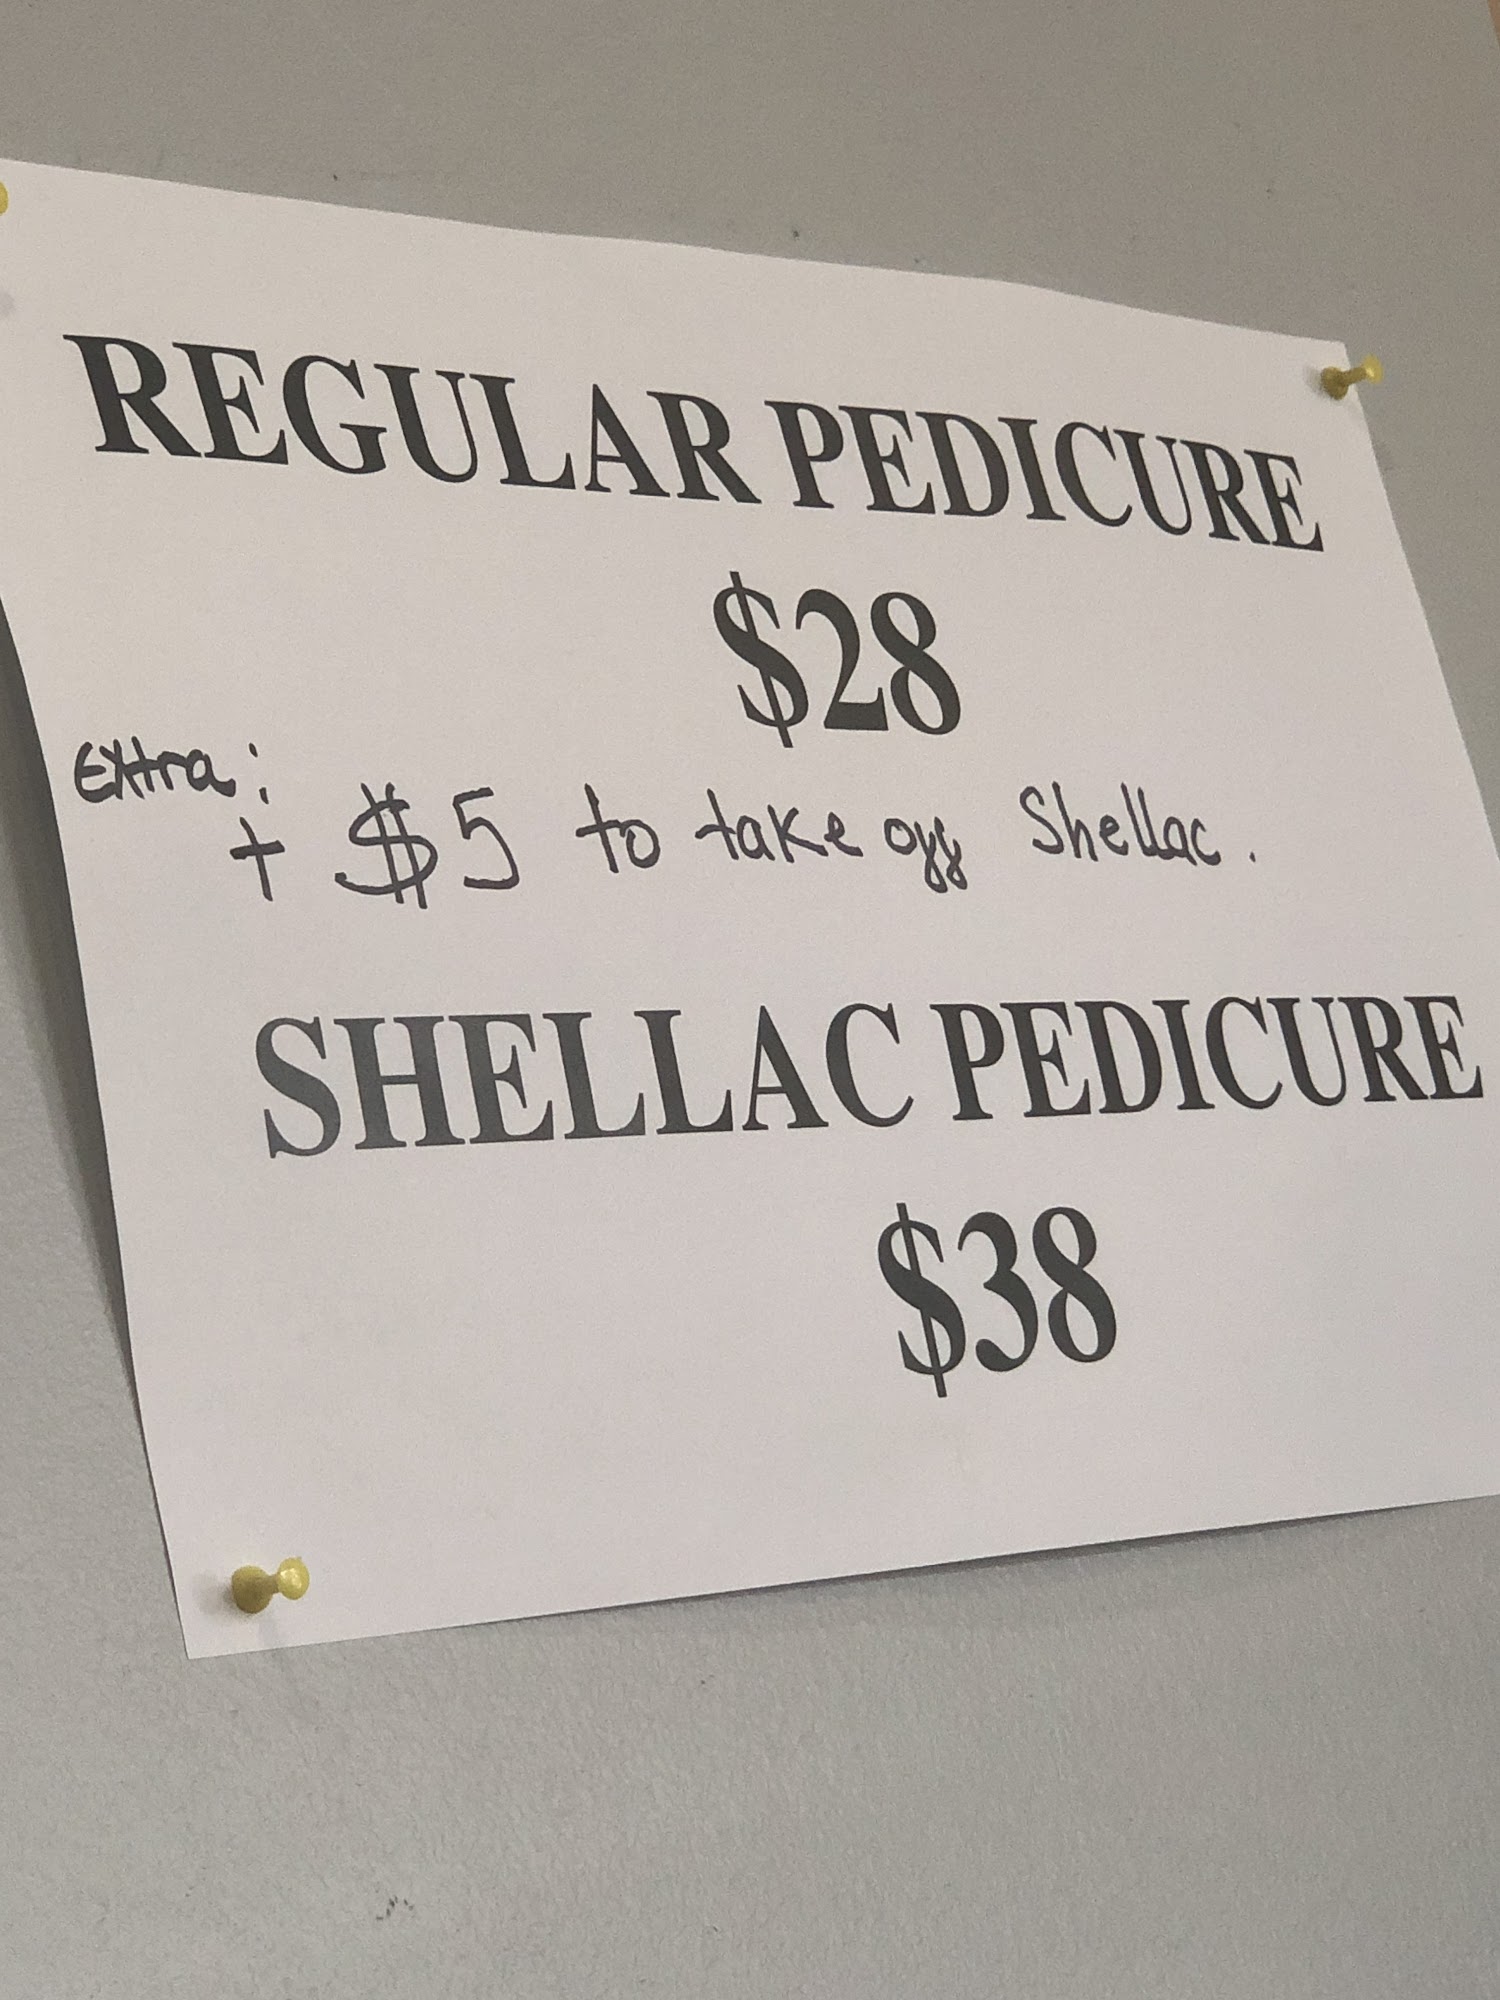 REGULAR PEDICURE
$28
Extra:
+ $5 to take off Shellac.
SHELLAC PEDICURE
$38